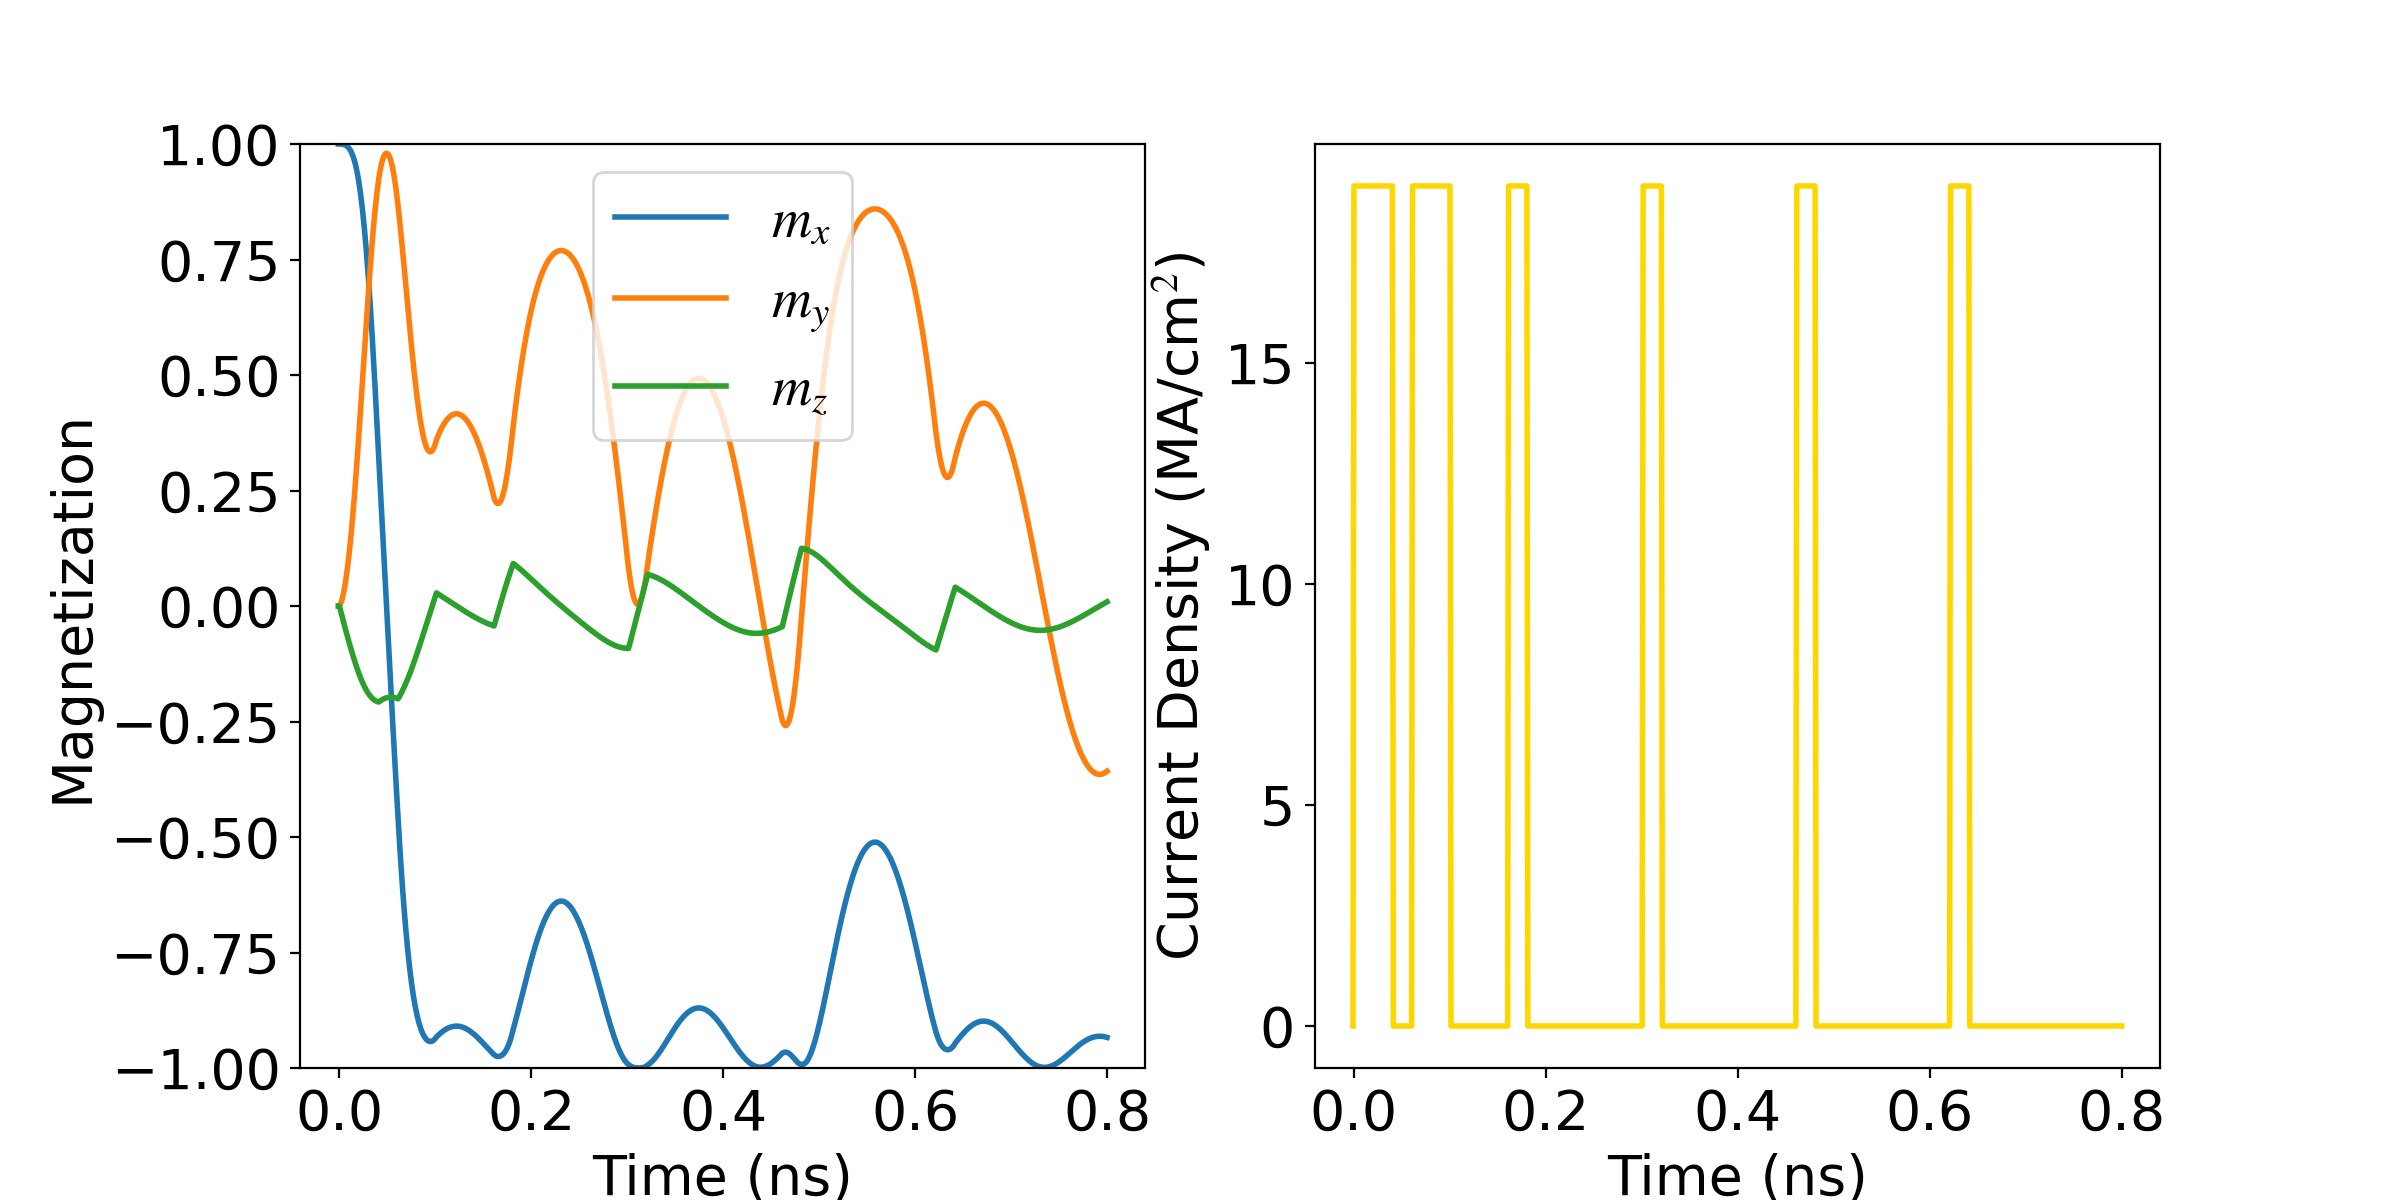 1.00
0.75
0.50
0.25
0.00
−0.25
−0.50
−0.75
−1.00
Magnetization
0.0 0.2 0.4 0.6 0.8
Time (ns)
m_x
m_y
m_z
15
10
5
0
Current Density (MA/cm²)
0.0 0.2 0.4 0.6 0.8
Time (ns)